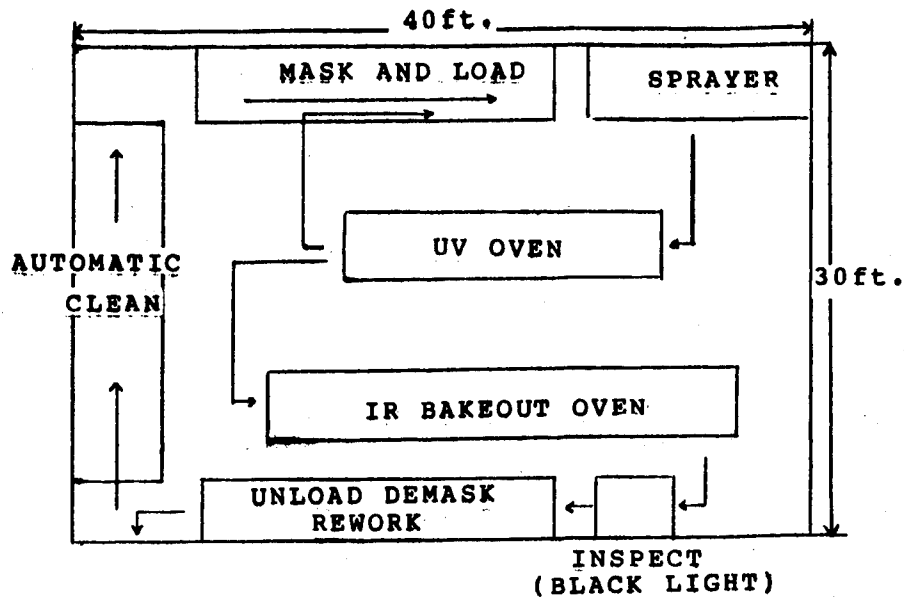 40ft.
MASK AND LOAD
SPRAYER
UV OVEN
AUTOMATIC
CLEAN
30ft.
IR BAKEOUT OVEN
UNLOAD DEMASK
REWORK
INSPECT
(BLACK LIGHT)